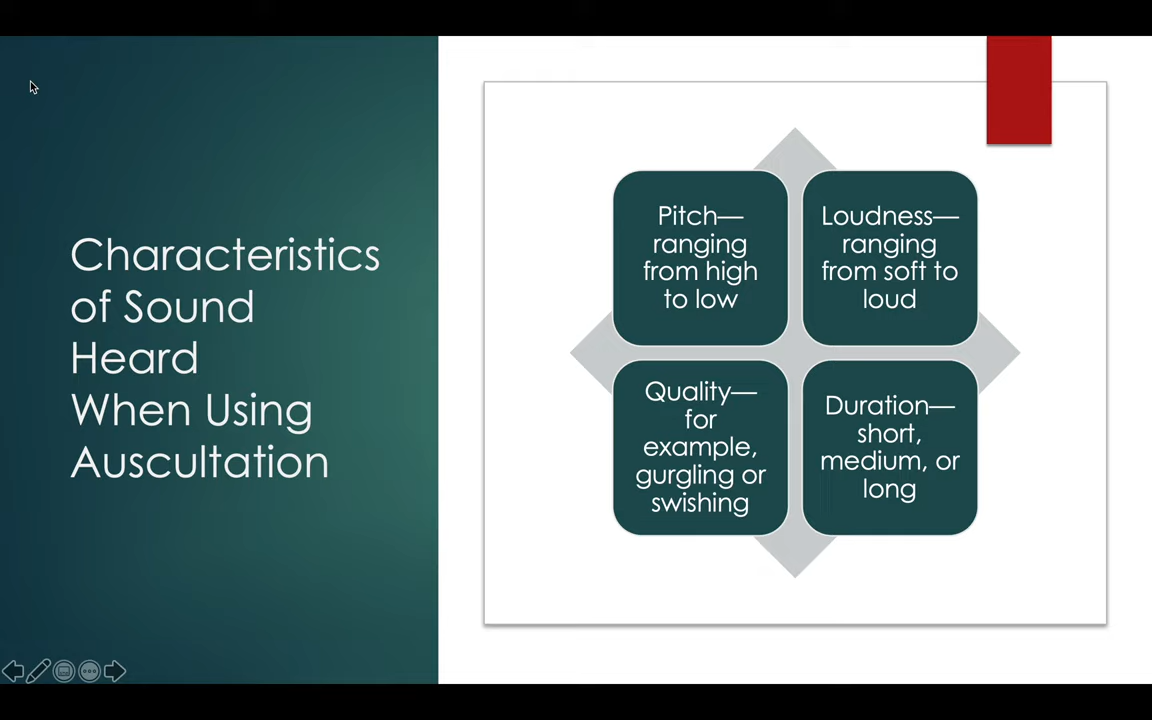 Characteristics
of Sound
Heard
When Using
Auscultation
Pitch—
ranging
from high
to low
Loudness—
ranging
from soft to
loud
Quality—
for
example,
gurgling or
swishing
Duration—
short,
medium, or
long